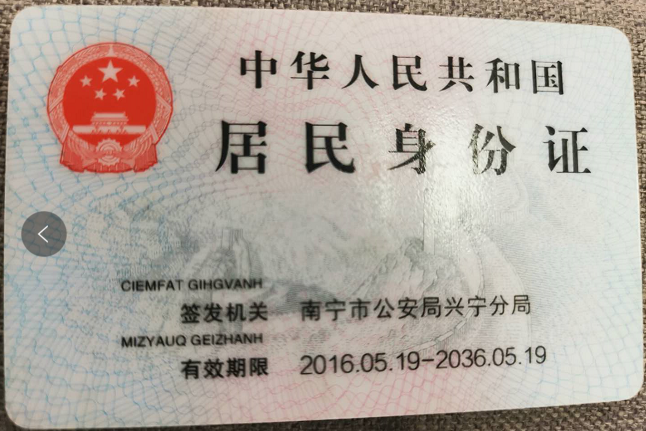 中华人民共和国
居民身份证
CIEMFAT GIHGVANH
签发机关 南宁市公安局兴宁分局
MIZYAUQ GEIZHANH
有效期限 2016.05.19-2036.05.19